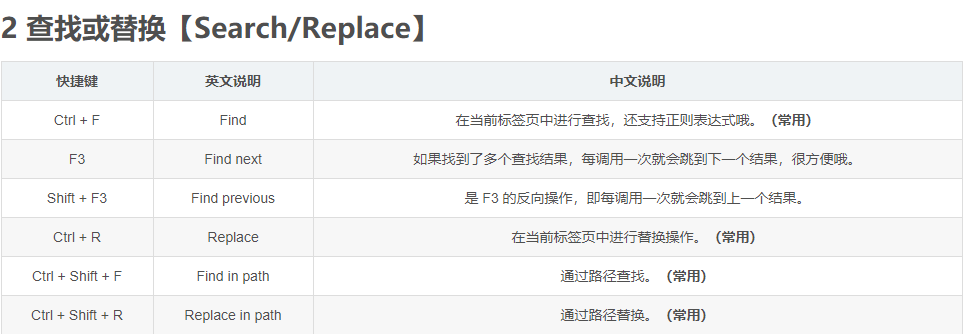 2 查找或替换【Search/Replace】
快捷键 英文说明 中文说明
Ctrl + F Find 在当前标签页中进行查找，还支持正则表达式哦。（常用）
F3 Find next 如果找到了多个查找结果，每调用一次就会跳到下一个结果，很方便哦。
Shift + F3 Find previous 是 F3 的反向操作，即每调用一次就会跳到上一个结果。
Ctrl + R Replace 在当前标签页中进行替换操作。（常用）
Ctrl + Shift + F Find in path 通过路径查找。（常用）
Ctrl + Shift + R Replace in path 通过路径替换。（常用）